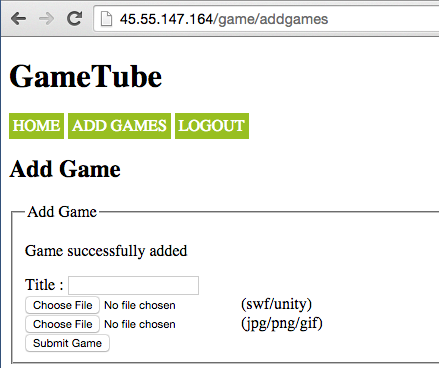 45.55.147.164/game/addgames
GameTube
HOME ADD GAMES LOGOUT
Add Game
Add Game
Game successfully added
Title :
Choose File No file chosen (swf/unity)
Choose File No file chosen (jpg/png/gif)
Submit Game